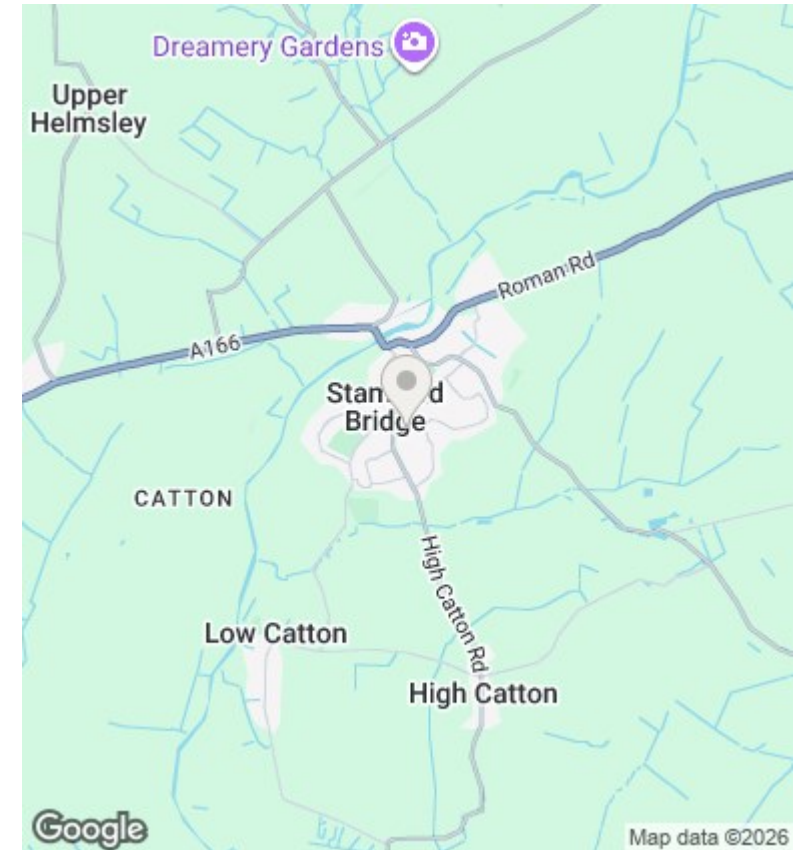 Dreamery Gardens
Upper
Helmsley
Roman Rd
A166
Stam d
Bridge
CATTON
High Catton Rd
Low Catton
High Catton
Google
Map data ©2026